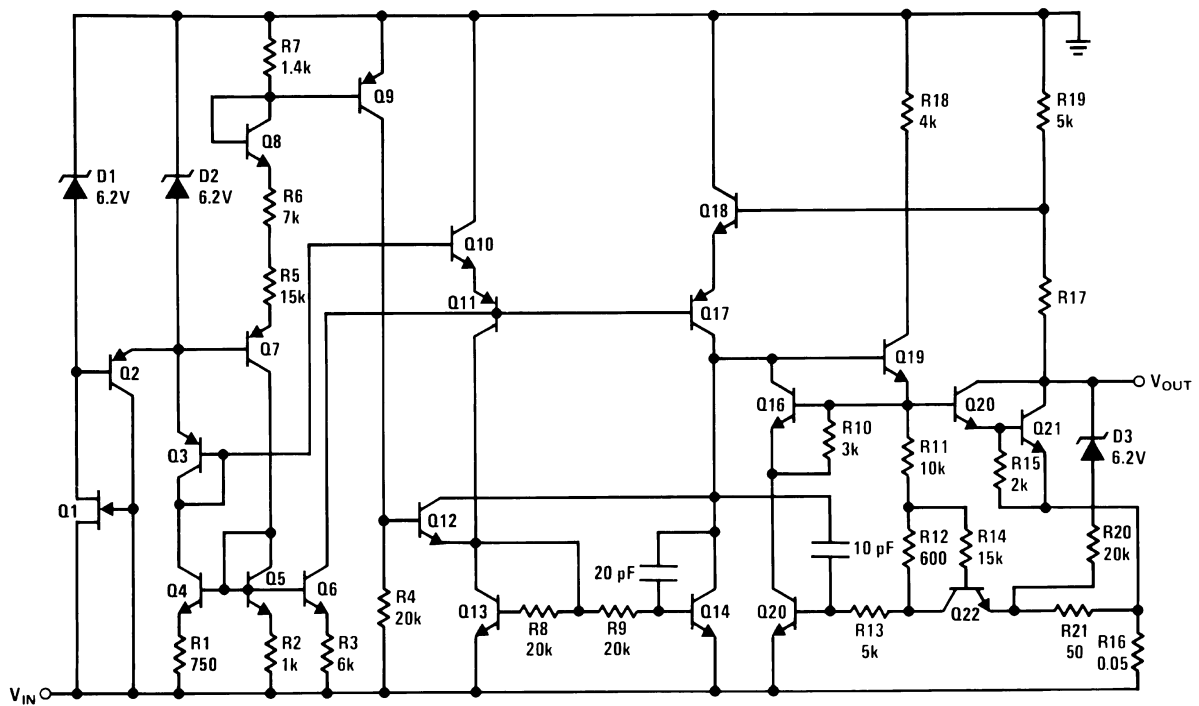 R7
1.4k
Q9
Q8
R18
4k
R19
5k
D1
6.2V
D2
6.2V
R6
7k
Q18
Q10
R5
15k
Q11
Q17
R17
Q7
Q2
Q19
VOUT
Q16
Q20
Q21
R10
3k
D3
6.2V
Q3
R11
10k
R15
2k
Q1
Q12
R12
600
R14
15k
R20
20k
10 pF
20 pF
Q4
Q5
Q6
R4
20k
Q13
Q14
Q20
Q22
R8
20k
R9
20k
R13
5k
R21
50
R16
0.05
R1
750
R2
1k
R3
6k
VIN